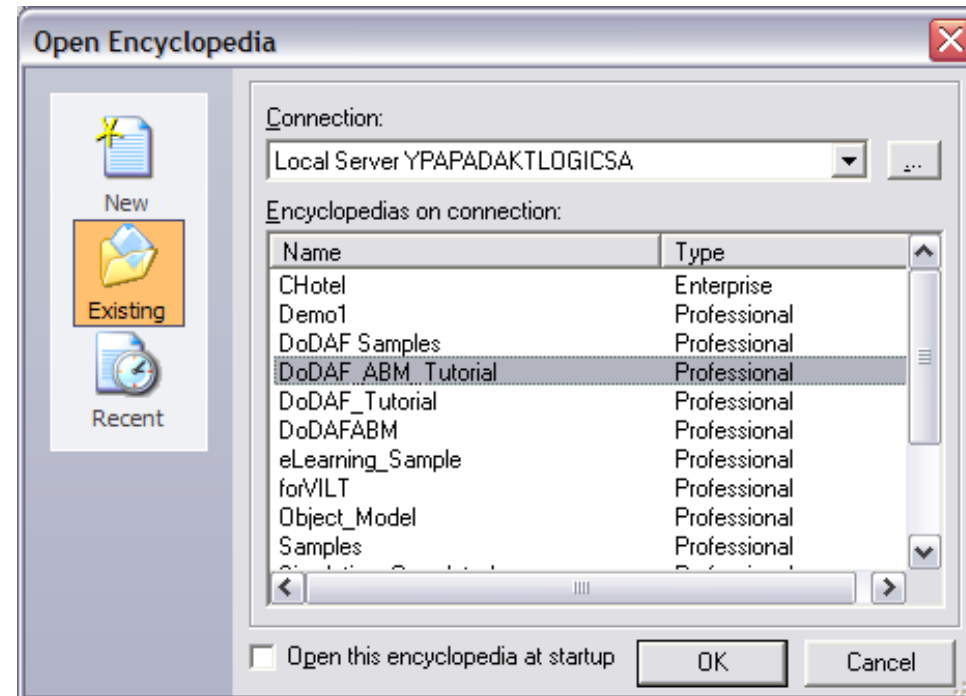 Open Encyclopedia
New
Existing
Recent
Connection:
Local Server YPAPADAKTLOGICSA
...
Encyclopedias on connection:
Name Type
CHotel Enterprise
Demo1 Professional
DoDAF Samples Professional
DoDAF_ABM_Tutorial Professional
DoDAF_Tutorial Professional
DoDAFABM Professional
eLearning_Sample Professional
forVILT Professional
Object_Model Professional
Samples Professional
Open this encyclopedia at startup
OK
Cancel